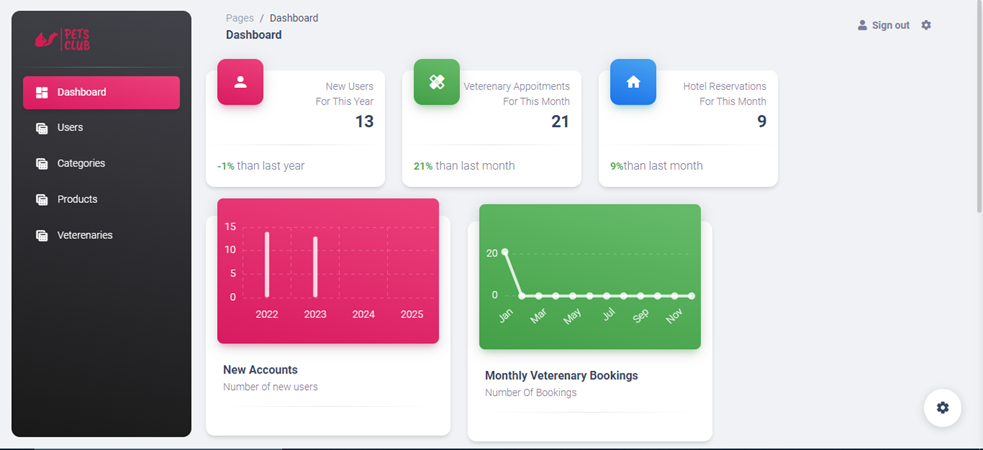 PETS
CLUB
Dashboard
Users
Categories
Products
Veterenaries
Pages / Dashboard
Dashboard
Sign out
New Users
For This Year
13
-1% than last year
Veterenary Appoitments
For This Month
21
21% than last month
Hotel Reservations
For This Month
9
9%than last month
15
10
5
0
2022 2023 2024 2025
New Accounts
Number of new users
20
0
Jan Mar May Jul Sep Nov
Monthly Veterenary Bookings
Number Of Bookings